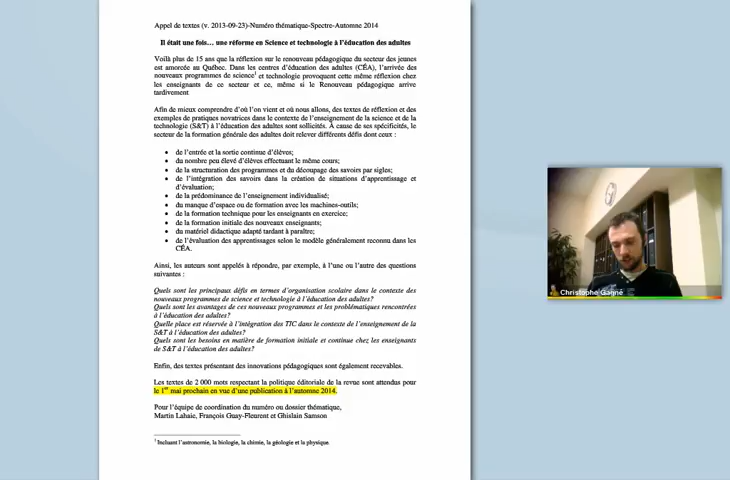 Appel de textes (v. 2013-09-23)-Numéro thématique-Spectre-Automne 2014
Il était une fois... une réforme en Science et technologie à l'éducation des adultes
Voilà plus de 15 ans que la réflexion sur le renouveau pédagogique du secteur des jeunes
est amorcée au Québec. Dans les centres d'éducation des adultes (CÉA), l'arrivée des
nouveaux programmes de science1 et technologie provoquent cette même réflexion chez
les enseignants de ce secteur et ce, même si le Renouveau pédagogique arrive
tardivement
Afin de mieux comprendre d'où l'on vient et où nous allons, des textes de réflexion et des
exemples de pratiques novatrices dans le contexte de l'enseignement de la science et de la
technologie (S&T) à l'éducation des adultes sont sollicités. À cause de ses spécificités, le
secteur de la formation générale des adultes doit relever différents défis dont ceux :
• de l'entrée et la sortie continue d'élèves;
• du nombre peu élevé d'élèves effectuant le même cours;
• de la structuration des programmes et du découpage des savoirs par sigles;
• de l'intégration des savoirs dans la création de situations d'apprentissage et
d'évaluation;
• de la prédominance de l'enseignement individualisé;
• du manque d'espace ou de formation avec les machines-outils;
• de la formation technique pour les enseignants en exercice;
• de la formation initiale des nouveaux enseignants;
• du matériel didactique adapté tardant à paraître;
• de l'évaluation des apprentissages selon le modèle généralement reconnu dans les
CÉA.
Ainsi, les auteurs sont appelés à répondre, par exemple, à l'une ou l'autre des questions
suivantes :
Quels sont les principaux défis en termes d'organisation scolaire dans le contexte des
nouveaux programmes de science et technologie à l'éducation des adultes?
Quels sont les avantages de ces nouveaux programmes et les problématiques rencontrées
à l'éducation des adultes?
Quelle place est réservée à l'intégration des TIC dans le contexte de l'enseignement de la
S&T à l'éducation des adultes?
Quels sont les besoins en matière de formation initiale et continue chez les enseignants
de S&T à l'éducation des adultes?
Enfin, des textes présentant des innovations pédagogiques sont également recevables.
Les textes de 2 000 mots respectant la politique éditoriale de la revue sont attendus pour
le 1er mai prochain en vue d'une publication à l'automne 2014.
Pour l'équipe de coordination du numéro ou dossier thématique,
Martin Lahaie, François Guay-Fleurent et Ghislain Samson
1 Incluant l'astronomie, la biologie, la chimie, la géologie et la physique
Christophe Gagné